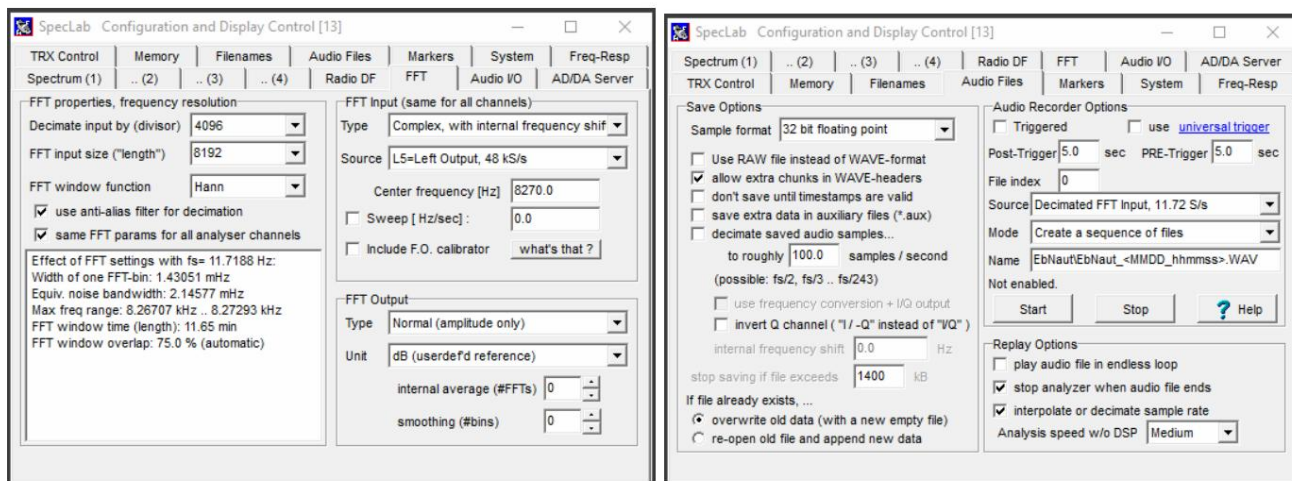 SpecLab Configuration and Display Control [13]
TRX Control Memory Filenames Audio Files Markers System Freq-Resp
Spectrum (1) .. (2) .. (3) .. (4) Radio DF FFT Audio I/O AD/DA Server
FFT properties, frequency resolution
Decimate input by (divisor) 4096
FFT input size ("length") 8192
FFT window function Hann
use anti-alias filter for decimation
same FFT params for all analyser channels
Effect of FFT settings with fs= 11.7188 Hz:
Width of one FFT-bin: 1.43051 mHz
Equiv. noise bandwidth: 2.14577 mHz
Max freq range: 8.26707 kHz .. 8.27293 kHz
FFT window time (length): 11.65 min
FFT window overlap: 75.0 % (automatic)
FFT Input (same for all channels)
Type Complex, with internal frequency shif
Source L5=Left Output, 48 kS/s
Center frequency [Hz] 8270.0
Sweep [ Hz/sec] : 0.0
Include F.O. calibrator what's that ?
FFT Output
Type Normal (amplitude only)
Unit dB (userdef'd reference)
internal average (#FFTs) 0
smoothing (#bins) 0
SpecLab Configuration and Display Control [13]
Spectrum (1) .. (2) .. (3) .. (4) Radio DF FFT Audio I/O AD/DA Server
TRX Control Memory Filenames Audio Files Markers System Freq-Resp
Save Options
Sample format 32 bit floating point
Use RAW file instead of WAVE-format
allow extra chunks in WAVE-headers
don't save until timestamps are valid
save extra data in auxiliary files (*.aux)
decimate saved audio samples...
to roughly 100.0 samples / second
(possible: fs/2, fs/3 .. fs/243)
use frequency conversion + I/Q output
invert Q channel ( "I / -Q" instead of "I/Q" )
internal frequency shift 0.0 Hz
stop saving if file exceeds 1400 kB
If file already exists, ...
overwrite old data (with a new empty file)
re-open old file and append new data
Audio Recorder Options
Triggered use universal trigger
Post-Trigger 5.0 sec PRE-Trigger 5.0 sec
File index 0
Source Decimated FFT Input, 11.72 S/s
Mode Create a sequence of files
Name EbNaut\EbNaut_<MMDD_hhmmss>.WAV
Not enabled.
Start Stop ? Help
Replay Options
play audio file in endless loop
stop analyzer when audio file ends
interpolate or decimate sample rate
Analysis speed w/o DSP Medium